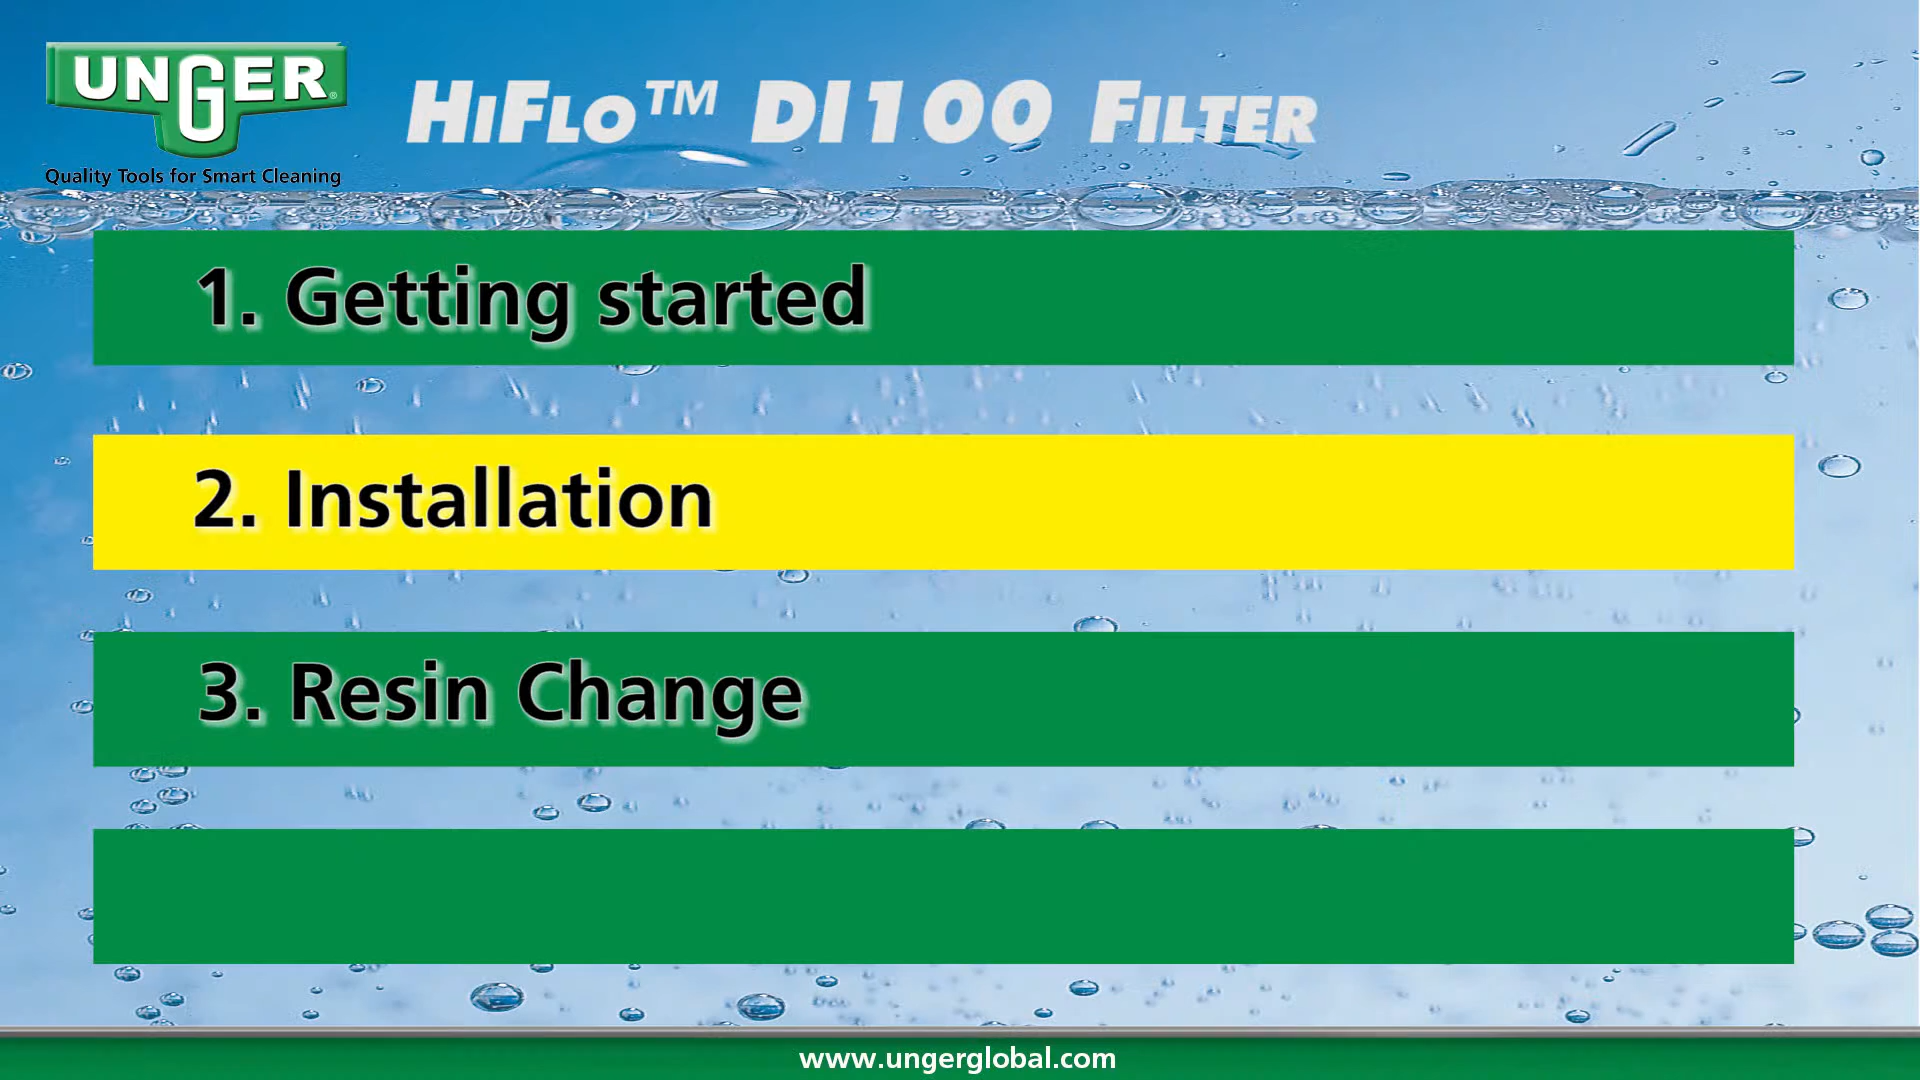 UNGER®
Quality Tools for Smart Cleaning
HiFlo™ DI100 Filter
1. Getting started
2. Installation
3. Resin Change
www.ungerglobal.com